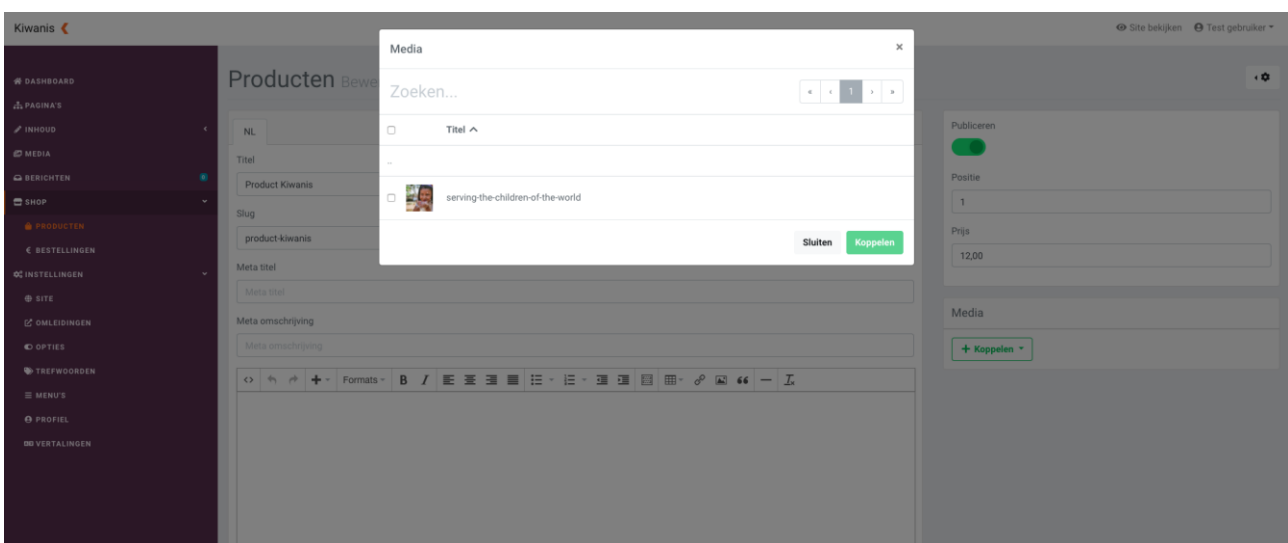 Kiwanis
Site bekijken Test gebruiker
Media ×
Zoeken...
« ‹ 1 › »
Titel
..
serving-the-children-of-the-world
Sluiten Koppelen
DASHBOARD
PAGINA'S
INHOUD
MEDIA
BERICHTEN 0
SHOP
PRODUCTEN
€ BESTELLINGEN
INSTELLINGEN
SITE
OMLEIDINGEN
OPTIES
TREFWOORDEN
MENU'S
PROFIEL
VERTALINGEN
Producten Bewe
NL
Titel
Product Kiwanis
Slug
product-kiwanis
Meta titel
Meta titel
Meta omschrijving
Meta omschrijving
Formats B I
Publiceren
Positie
1
Prijs
12,00
Media
+ Koppelen